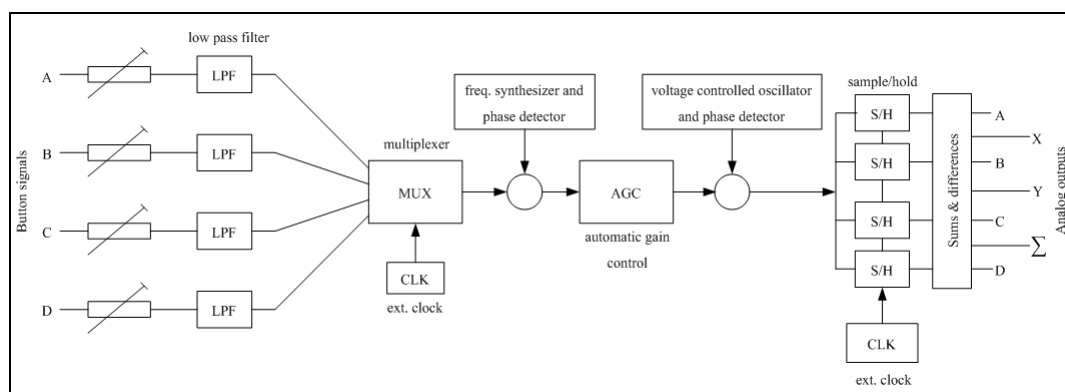 Button signals
A
B
C
D
low pass filter
LPF
LPF
LPF
LPF
multiplexer
MUX
CLK
ext. clock
freq. synthesizer and
phase detector
AGC
automatic gain
control
voltage controlled oscillator
and phase detector
sample/hold
S/H
S/H
S/H
S/H
CLK
ext. clock
Sums & differences
A
X
B
Y
C
∑
D
Analog outputs